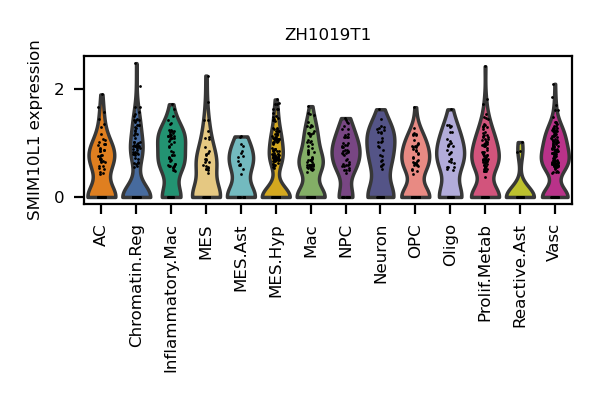 ZH1019T1
SMIM10L1 expression
2
0
AC
Chromatin.Reg
Inflammatory.Mac
MES
MES.Ast
MES.Hyp
Mac
NPC
Neuron
OPC
Oligo
Prolif.Metab
Reactive.Ast
Vasc